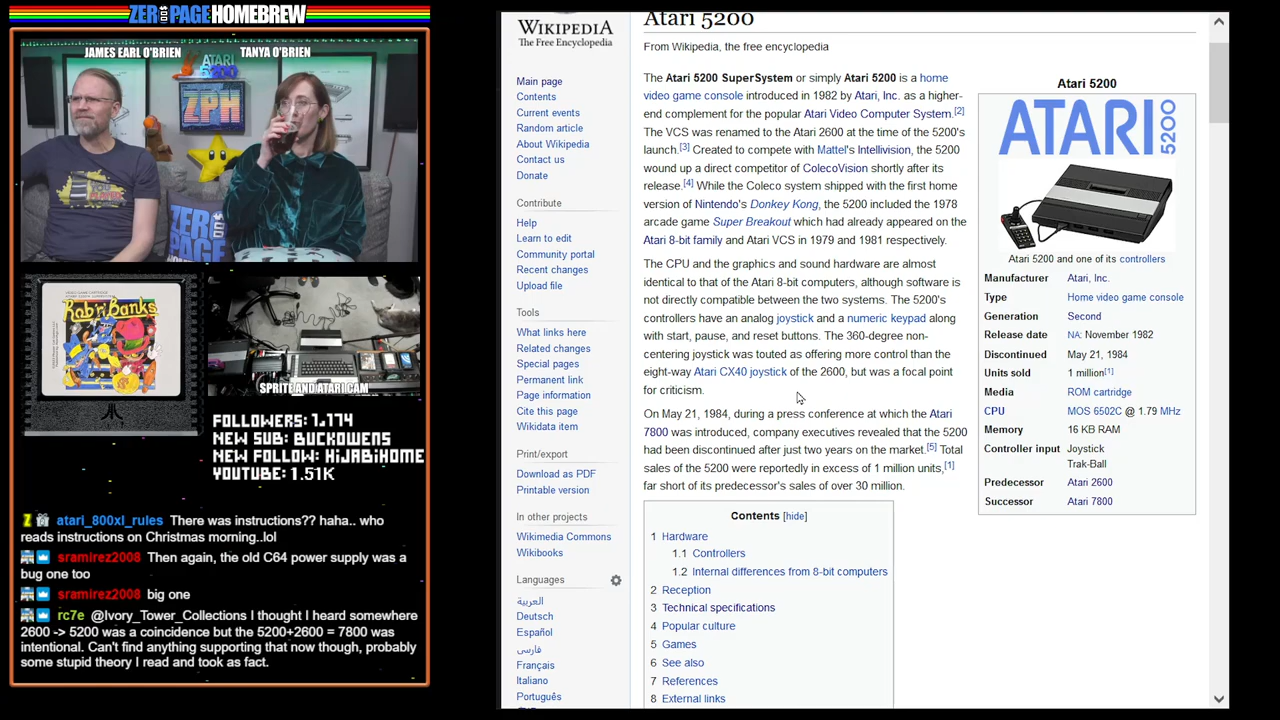 ZERO PAGE HOMEBREW
JAMES EARL O'BRIEN
TANYA O'BRIEN
ATARI
5200
ZPH
ZERO
PAGE
Rob n' Banks
SPRITE AND ATARI CAM
FOLLOWERS: 1,174
NEW SUB: BUCKOWENS
NEW FOLLOW: HIJABIHOME
YOUTUBE: 1.51K
atari_800xl_rules There was instructions?? haha.. who
reads instructions on Christmas morning..lol
sramirez2008 Then again, the old C64 power supply was a
bug one too
sramirez2008 big one
rc7e @Ivory_Tower_Collections I thought I heard somewhere
2600 -> 5200 was a coincidence but the 5200+2600 = 7800 was
intentional. Can't find anything supporting that now though, probably
some stupid theory I read and took as fact.
WIKIPEDIA
The Free Encyclopedia
Main page
Contents
Current events
Random article
About Wikipedia
Contact us
Donate
Contribute
Help
Learn to edit
Community portal
Recent changes
Upload file
Tools
What links here
Related changes
Special pages
Permanent link
Page information
Cite this page
Wikidata item
Print/export
Download as PDF
Printable version
In other projects
Wikimedia Commons
Wikibooks
Languages
العربية
Deutsch
Español
فارسی
Français
Italiano
Português
Atari 5200
From Wikipedia, the free encyclopedia
The Atari 5200 SuperSystem or simply Atari 5200 is a home
video game console introduced in 1982 by Atari, Inc. as a higher-
end complement for the popular Atari Video Computer System.[2]
The VCS was renamed to the Atari 2600 at the time of the 5200's
launch.[3] Created to compete with Mattel's Intellivision, the 5200
wound up a direct competitor of ColecoVision shortly after its
release.[4] While the Coleco system shipped with the first home
version of Nintendo's Donkey Kong, the 5200 included the 1978
arcade game Super Breakout which had already appeared on the
Atari 8-bit family and Atari VCS in 1979 and 1981 respectively.
The CPU and the graphics and sound hardware are almost
identical to that of the Atari 8-bit computers, although software is
not directly compatible between the two systems. The 5200's
controllers have an analog joystick and a numeric keypad along
with start, pause, and reset buttons. The 360-degree non-
centering joystick was touted as offering more control than the
eight-way Atari CX40 joystick of the 2600, but was a focal point
for criticism.
On May 21, 1984, during a press conference at which the Atari
7800 was introduced, company executives revealed that the 5200
had been discontinued after just two years on the market.[5] Total
sales of the 5200 were reportedly in excess of 1 million units,[1]
far short of its predecessor's sales of over 30 million.
Contents [hide]
1 Hardware
1.1 Controllers
1.2 Internal differences from 8-bit computers
2 Reception
3 Technical specifications
4 Popular culture
5 Games
6 See also
7 References
8 External links
Atari 5200
ATARI 5200
Atari 5200 and one of its controllers
Manufacturer Atari, Inc.
Type Home video game console
Generation Second
Release date NA: November 1982
Discontinued May 21, 1984
Units sold 1 million[1]
Media ROM cartridge
CPU MOS 6502C @ 1.79 MHz
Memory 16 KB RAM
Controller input Joystick
Trak-Ball
Predecessor Atari 2600
Successor Atari 7800